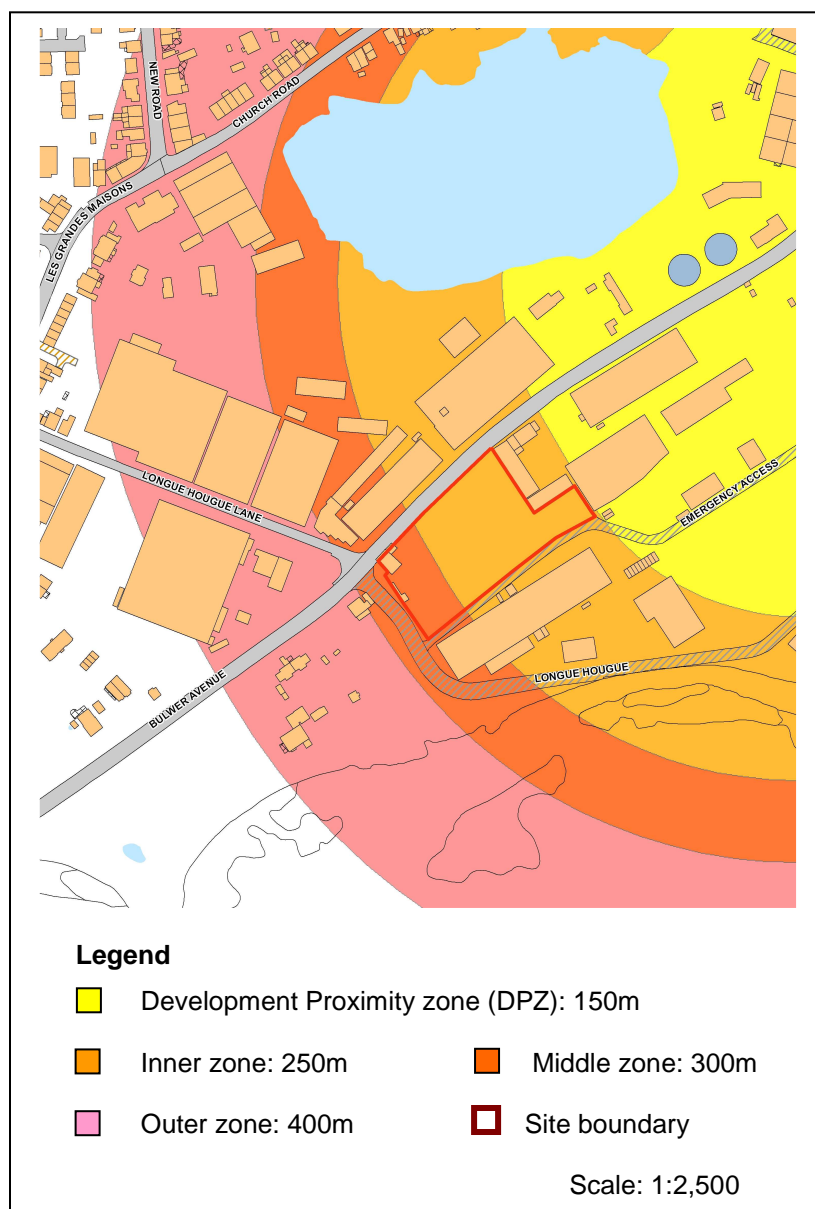 NEW ROAD
CHURCH ROAD
LES GRANDES MAISONS
LONGUE HOUGUE LANE
EMERGENCY ACCESS
LONGUE HOUGUE
BULWER AVENUE
Legend
Development Proximity zone (DPZ): 150m
Inner zone: 250m
Middle zone: 300m
Outer zone: 400m
Site boundary
Scale: 1:2,500